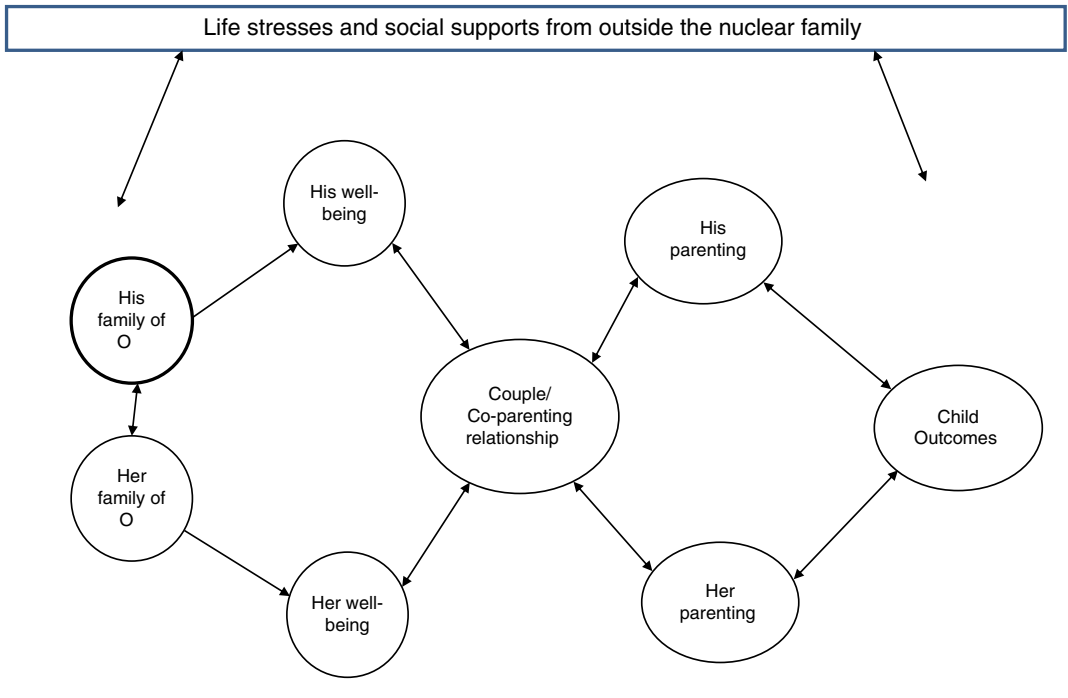 Life stresses and social supports from outside the nuclear family
His well-
being
His
parenting
His
family of
O
Couple/
Co-parenting
relationship
Child
Outcomes
Her
family of
O
Her well-
being
Her
parenting